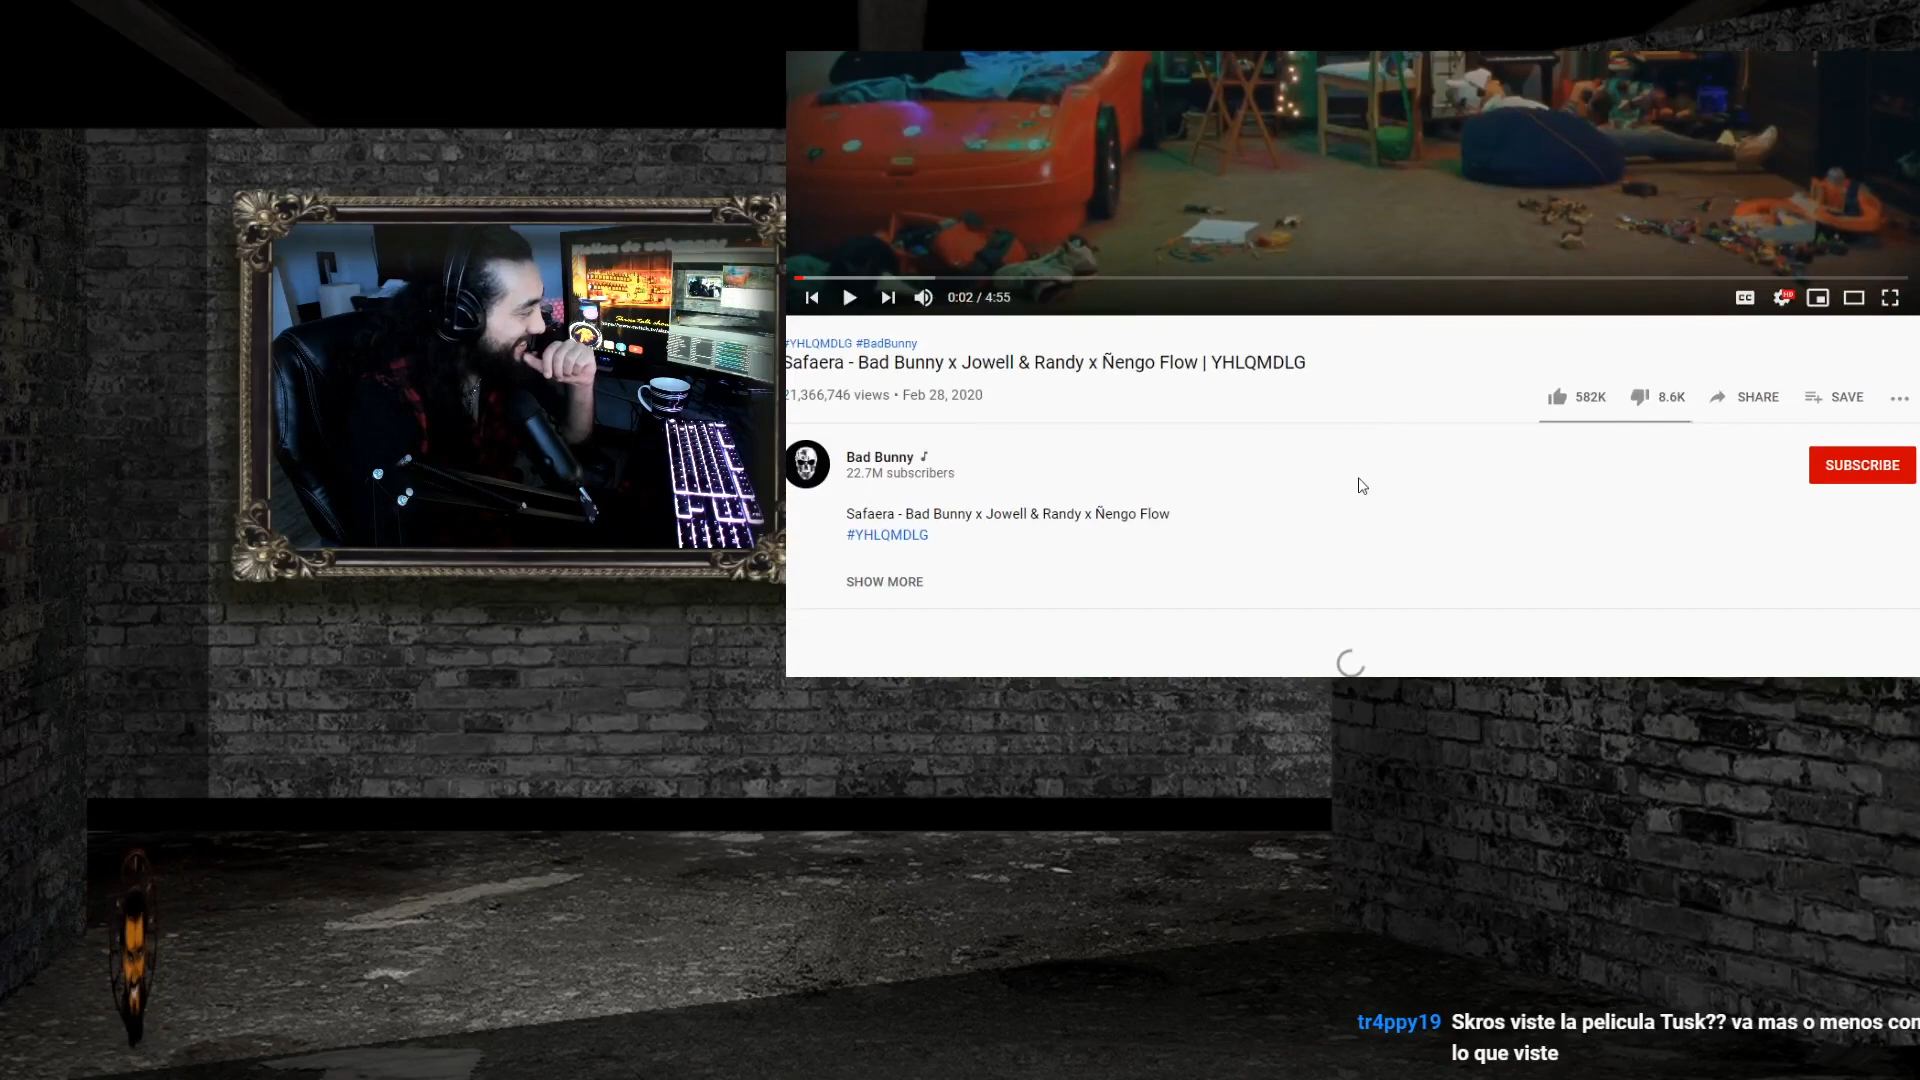 0:02 / 4:55
CC
HD
#YHLQMDLG #BadBunny
Safaera - Bad Bunny x Jowell & Randy x Ñengo Flow | YHLQMDLG
21,366,746 views • Feb 28, 2020
582K
8.6K
SHARE
SAVE
Bad Bunny
22.7M subscribers
SUBSCRIBE
Safaera - Bad Bunny x Jowell & Randy x Ñengo Flow
#YHLQMDLG
SHOW MORE
tr4ppy19 Skros viste la pelicula Tusk?? va mas o menos con
lo que viste